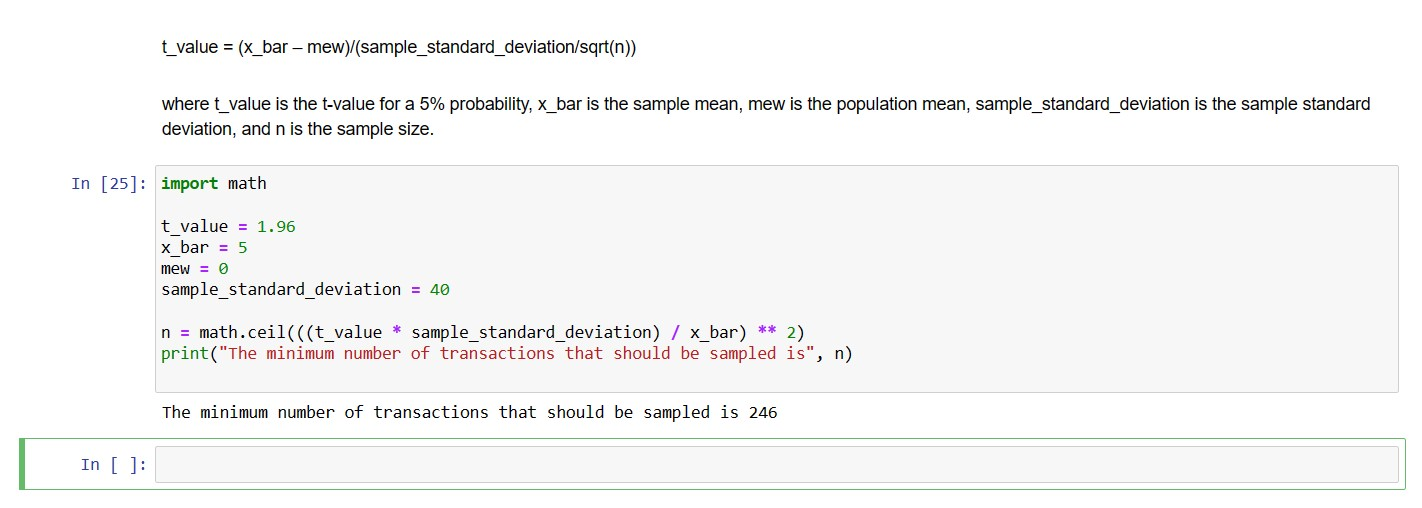 t_value = (x_bar – mew)/(sample_standard_deviation/sqrt(n))
where t_value is the t-value for a 5% probability, x_bar is the sample mean, mew is the population mean, sample_standard_deviation is the sample standard
deviation, and n is the sample size.
In [25]: import math
t_value = 1.96
x_bar = 5
mew = 0
sample_standard_deviation = 40
n = math.ceil(((t_value * sample_standard_deviation) / x_bar) ** 2)
print("The minimum number of transactions that should be sampled is", n)
The minimum number of transactions that should be sampled is 246
In [ ]: